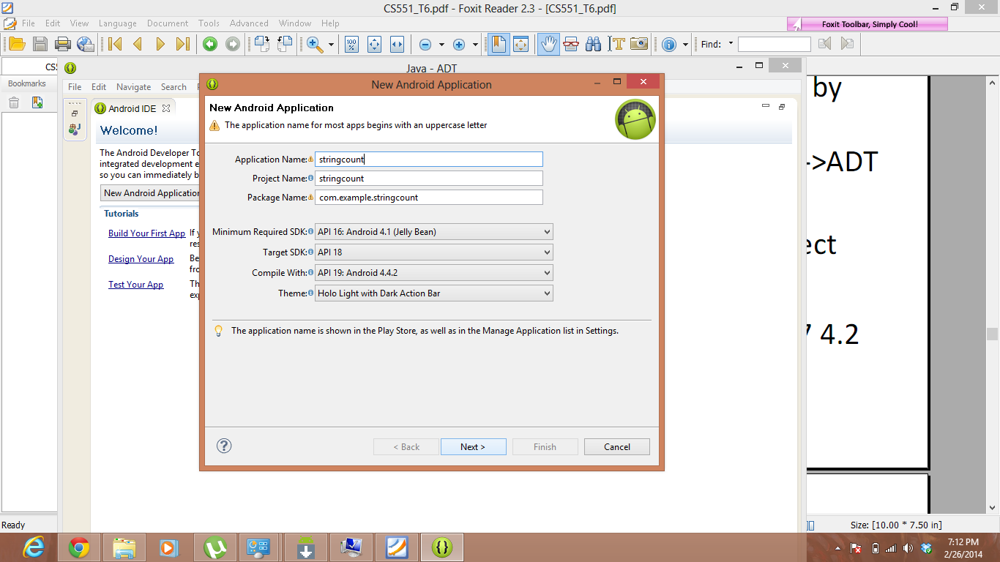 CS551_T6.pdf - Foxit Reader 2.3 - [CS551_T6.pdf]
File Edit View Language Document Tools Advanced Window Help
Foxit Toolbar, Simply Cool!
Find:
CS5
Java - ADT
Bookmarks
File Edit Navigate Search
New Android Application
Android IDE
Welcome!
The Android Developer To
integrated development e
so you can immediately b
New Android Application
Tutorials
Build Your First App If y
res
Design Your App Be
fro
Test Your App Th
exp
New Android Application
The application name for most apps begins with an uppercase letter
Application Name: stringcount
Project Name: stringcount
Package Name: com.example.stringcount
Minimum Required SDK: API 16: Android 4.1 (Jelly Bean)
Target SDK: API 18
Compile With: API 19: Android 4.4.2
Theme: Holo Light with Dark Action Bar
The application name is shown in the Play Store, as well as in the Manage Application list in Settings.
< Back Next > Finish Cancel
by
->ADT
ect
7 4.2
Ready
Size: [10.00 * 7.50 in]
7:12 PM
2/26/2014